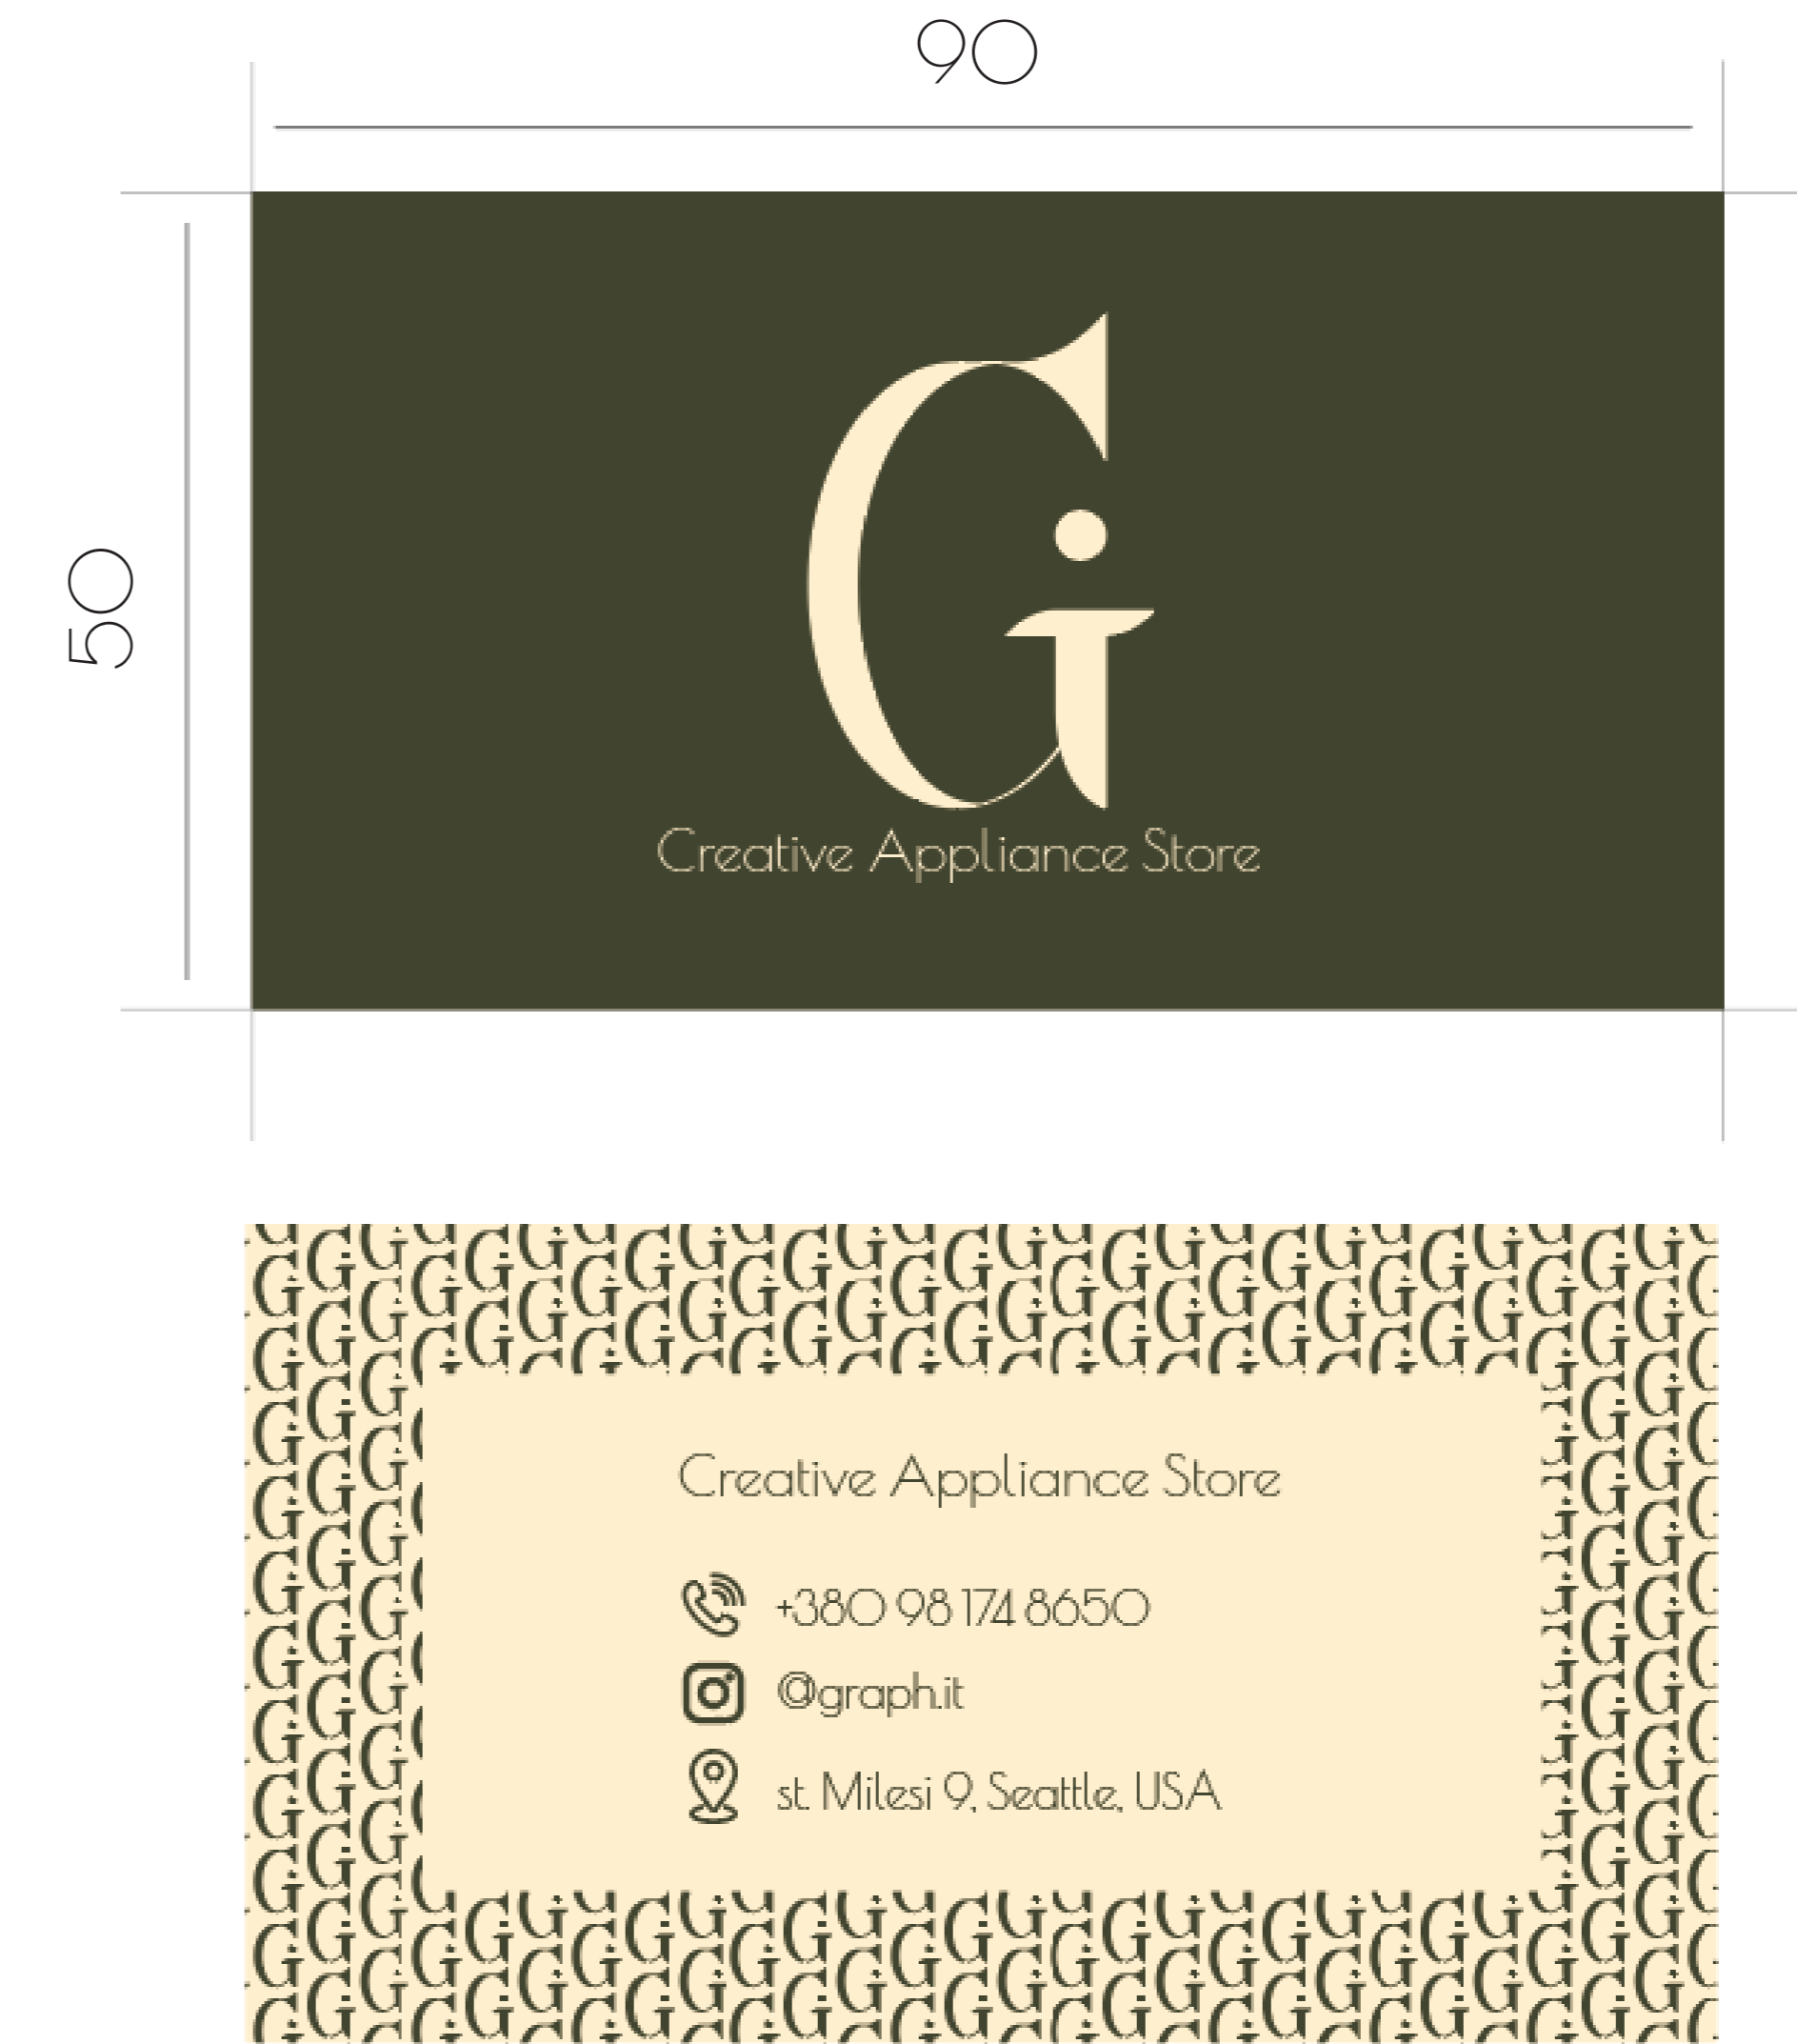 90
50
Gi
Creative Appliance Store
Creative Appliance Store
+380 98 174 8650
@graph.it
st. Milesi 9, Seattle, USA